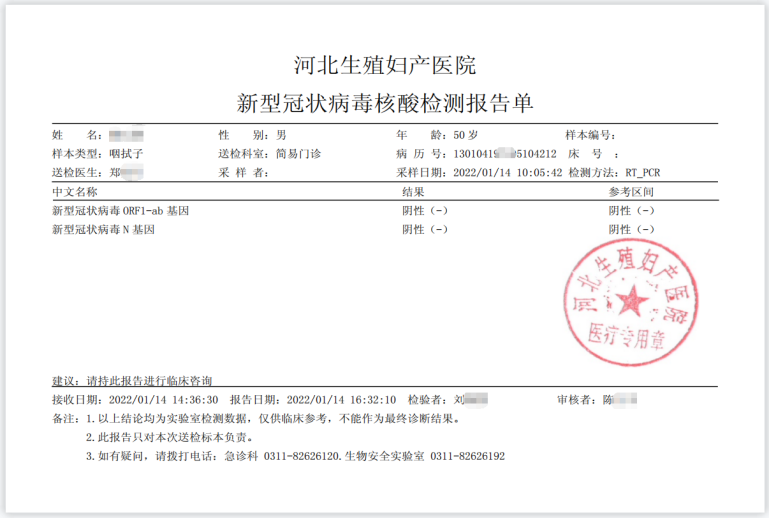 河北生殖妇产医院
新型冠状病毒核酸检测报告单
姓 名： 性 别：男 年 龄：50岁 样本编号：
样本类型：咽拭子 送检科室：简易门诊 病 历 号：13010419 5104212 床 号 ：
送检医生：郑 采 样 者： 采样日期：2022/01/14 10:05:42 检测方法：RT_PCR
中文名称 结果 参考区间
新型冠状病毒ORF1-ab基因 阴性（-） 阴性（-）
新型冠状病毒N基因 阴性（-） 阴性（-）
河北生殖妇产医院
医疗专用章
建议：请持此报告进行临床咨询
接收日期：2022/01/14 14:36:30 报告日期：2022/01/14 16:32:10 检验者：刘 审核者：陈
备注：1.以上结论均为实验室检测数据，仅供临床参考，不能作为最终诊断结果。
2.此报告只对本次送检标本负责。
3.如有疑问，请拨打电话：急诊科 0311-82626120.生物安全实验室 0311-82626192